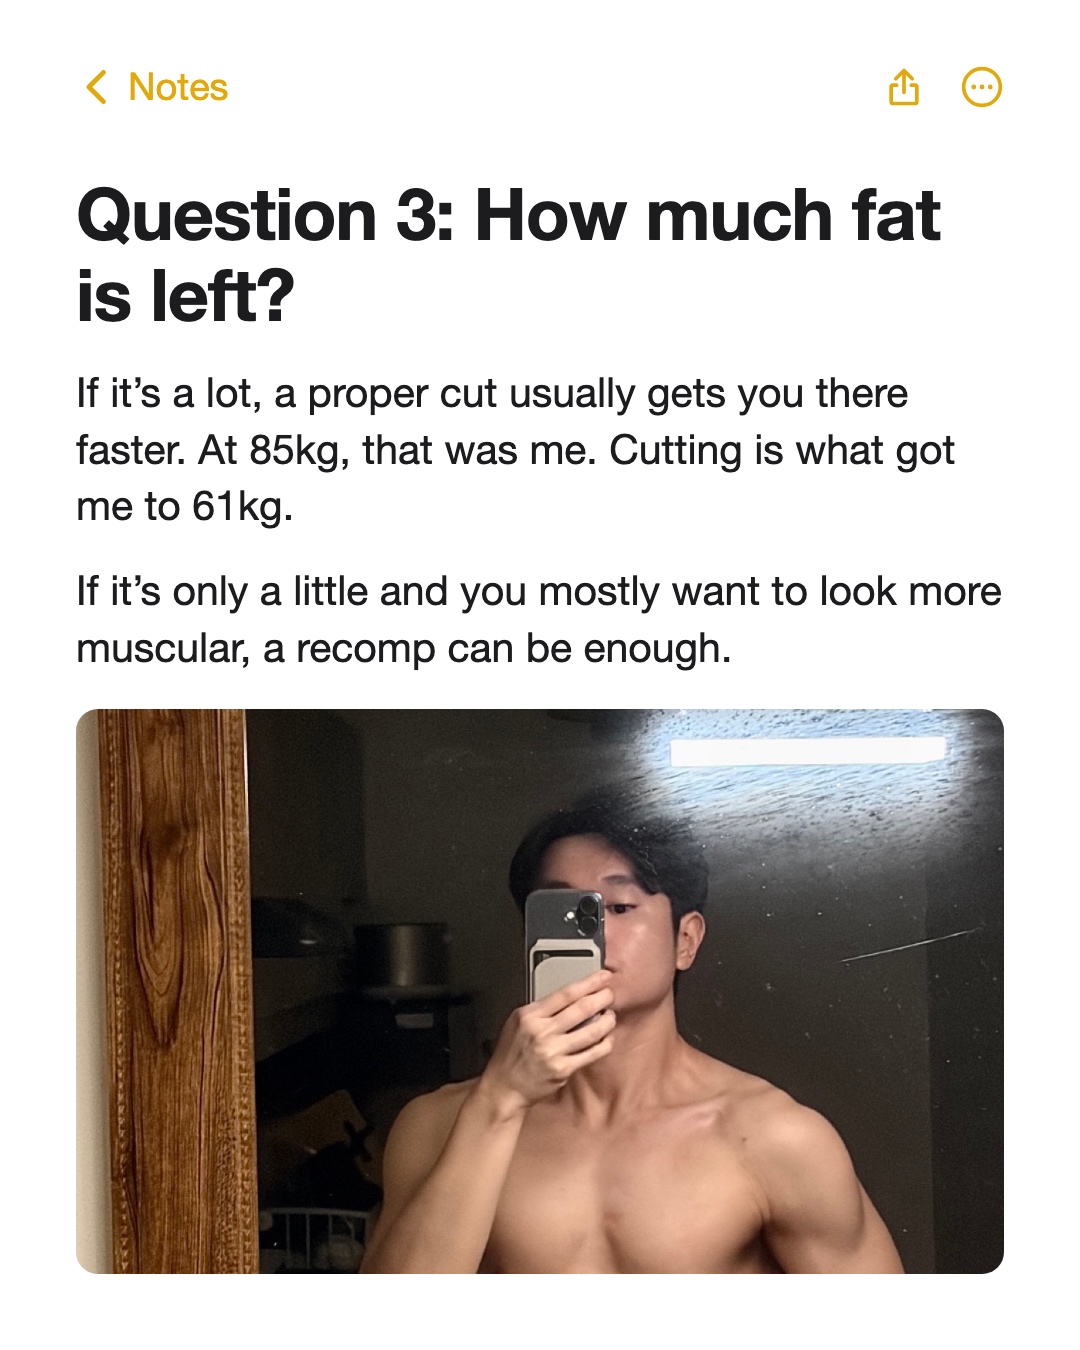 Notes
Question 3: How much fat
is left?
If it’s a lot, a proper cut usually gets you there
faster. At 85kg, that was me. Cutting is what got
me to 61kg.
If it’s only a little and you mostly want to look more
muscular, a recomp can be enough.